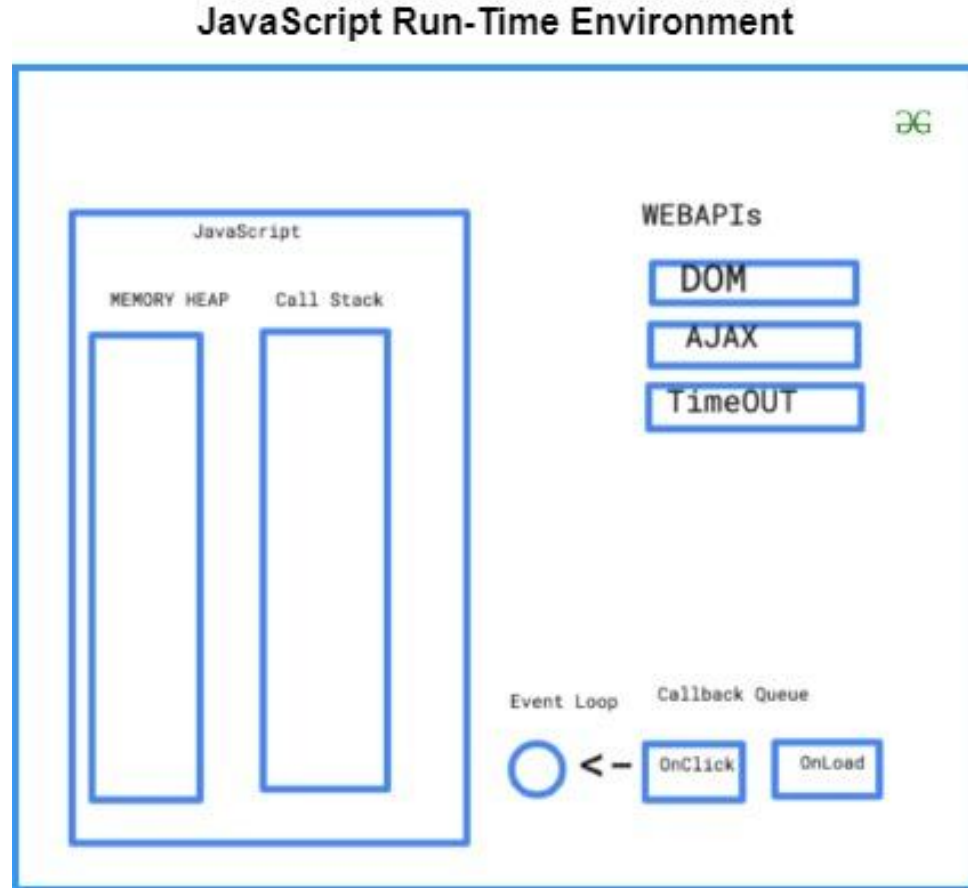 JavaScript Run-Time Environment
JavaScript
MEMORY HEAP
Call Stack
WEBAPIs
DOM
AJAX
TimeOUT
Event Loop
Callback Queue
<-
OnClick
OnLoad